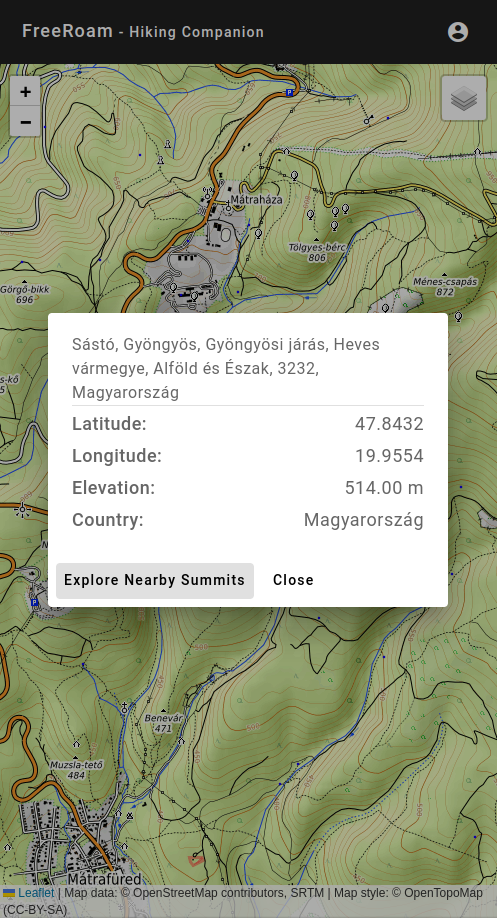 FreeRoam - Hiking Companion
+
−
Mátraháza
Tölgyes-bérc
806
Ménes-csapás
872
Görgő-bikk
696
Sástó, Gyöngyös, Gyöngyösi járás, Heves
vármegye, Alföld és Észak, 3232,
Magyarország
Latitude: 47.8432
Longitude: 19.9554
Elevation: 514.00 m
Country: Magyarország
Explore Nearby Summits Close
P
500
Benevár
471
Muzsla-tető
484
Mátrafüred
Leaflet | Map data: © OpenStreetMap contributors, SRTM | Map style: © OpenTopoMap
(CC-BY-SA)